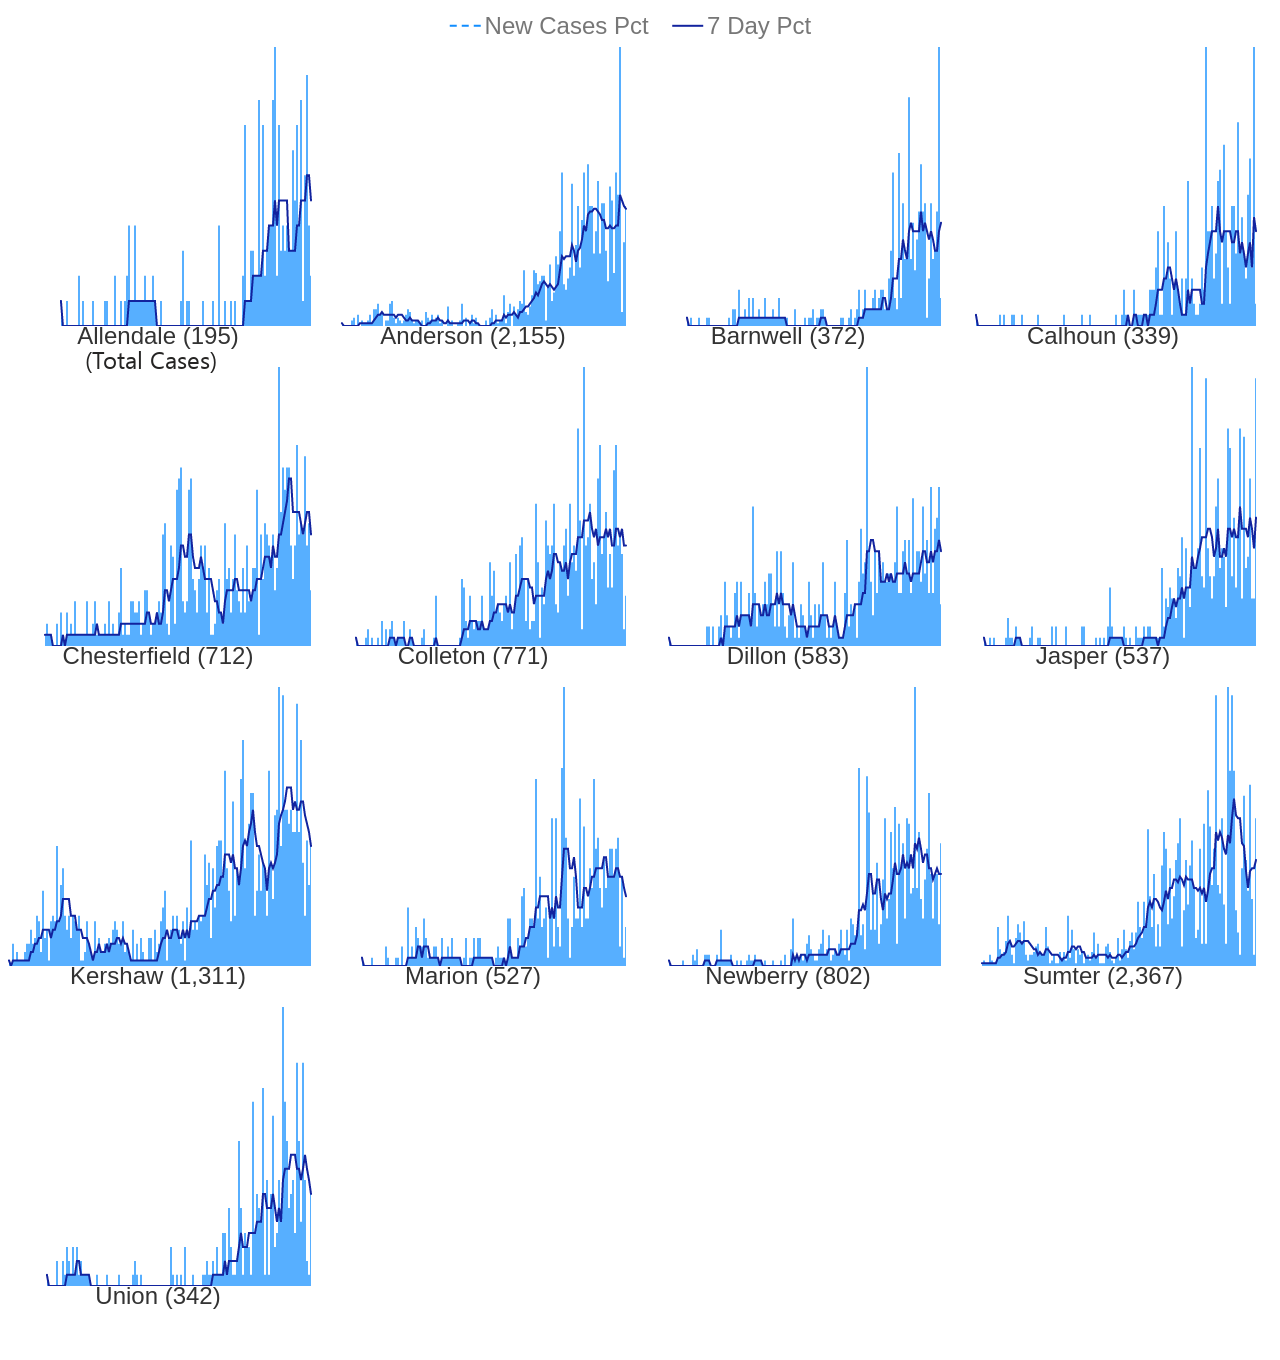 New Cases Pct 7 Day Pct
Allendale (195) Anderson (2,155) Barnwell (372) Calhoun (339)
(Total Cases)
Chesterfield (712) Colleton (771) Dillon (583) Jasper (537)
Kershaw (1,311) Marion (527) Newberry (802) Sumter (2,367)
Union (342)